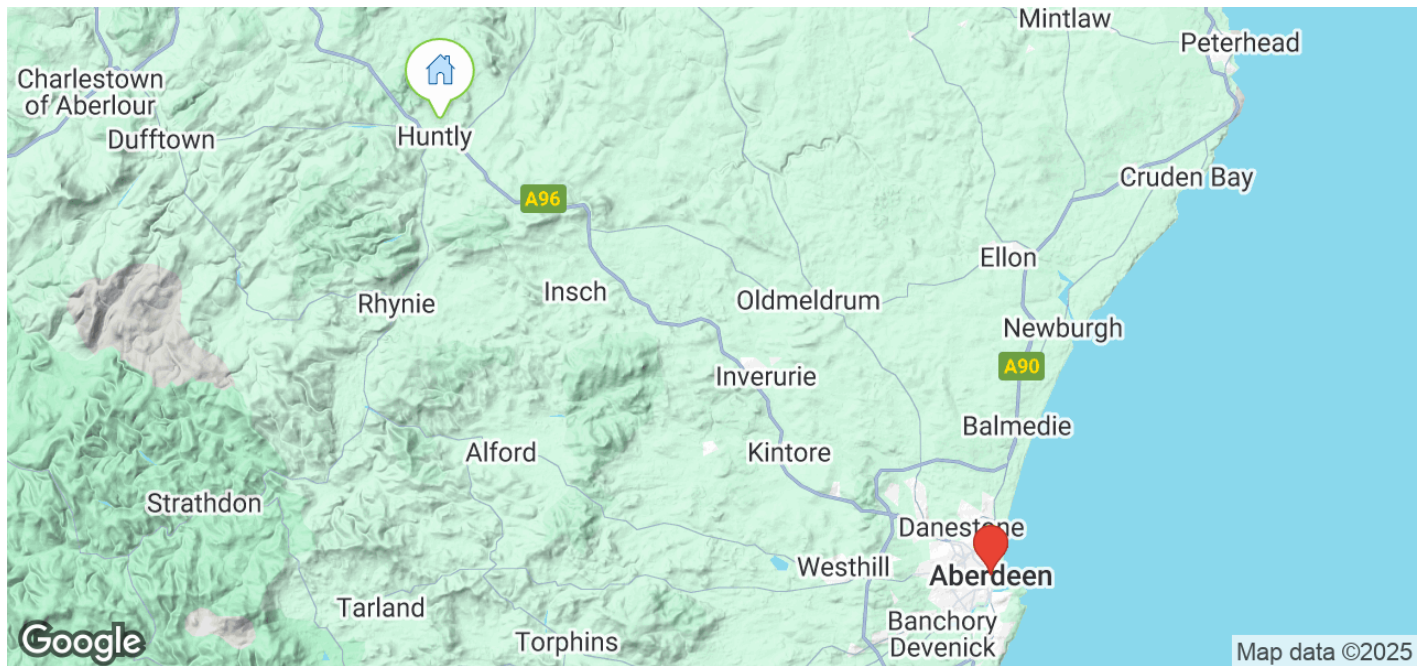 Mintlaw
Peterhead
Charlestown
of Aberlour
Dufftown
Huntly
Cruden Bay
A96
Ellon
Rhynie
Insch
Oldmeldrum
Newburgh
A90
Inverurie
Balmedie
Alford
Kintore
Strathdon
Danestone
Westhill
Aberdeen
Tarland
Banchory
Devenick
Torphins
Google
Map data ©2025